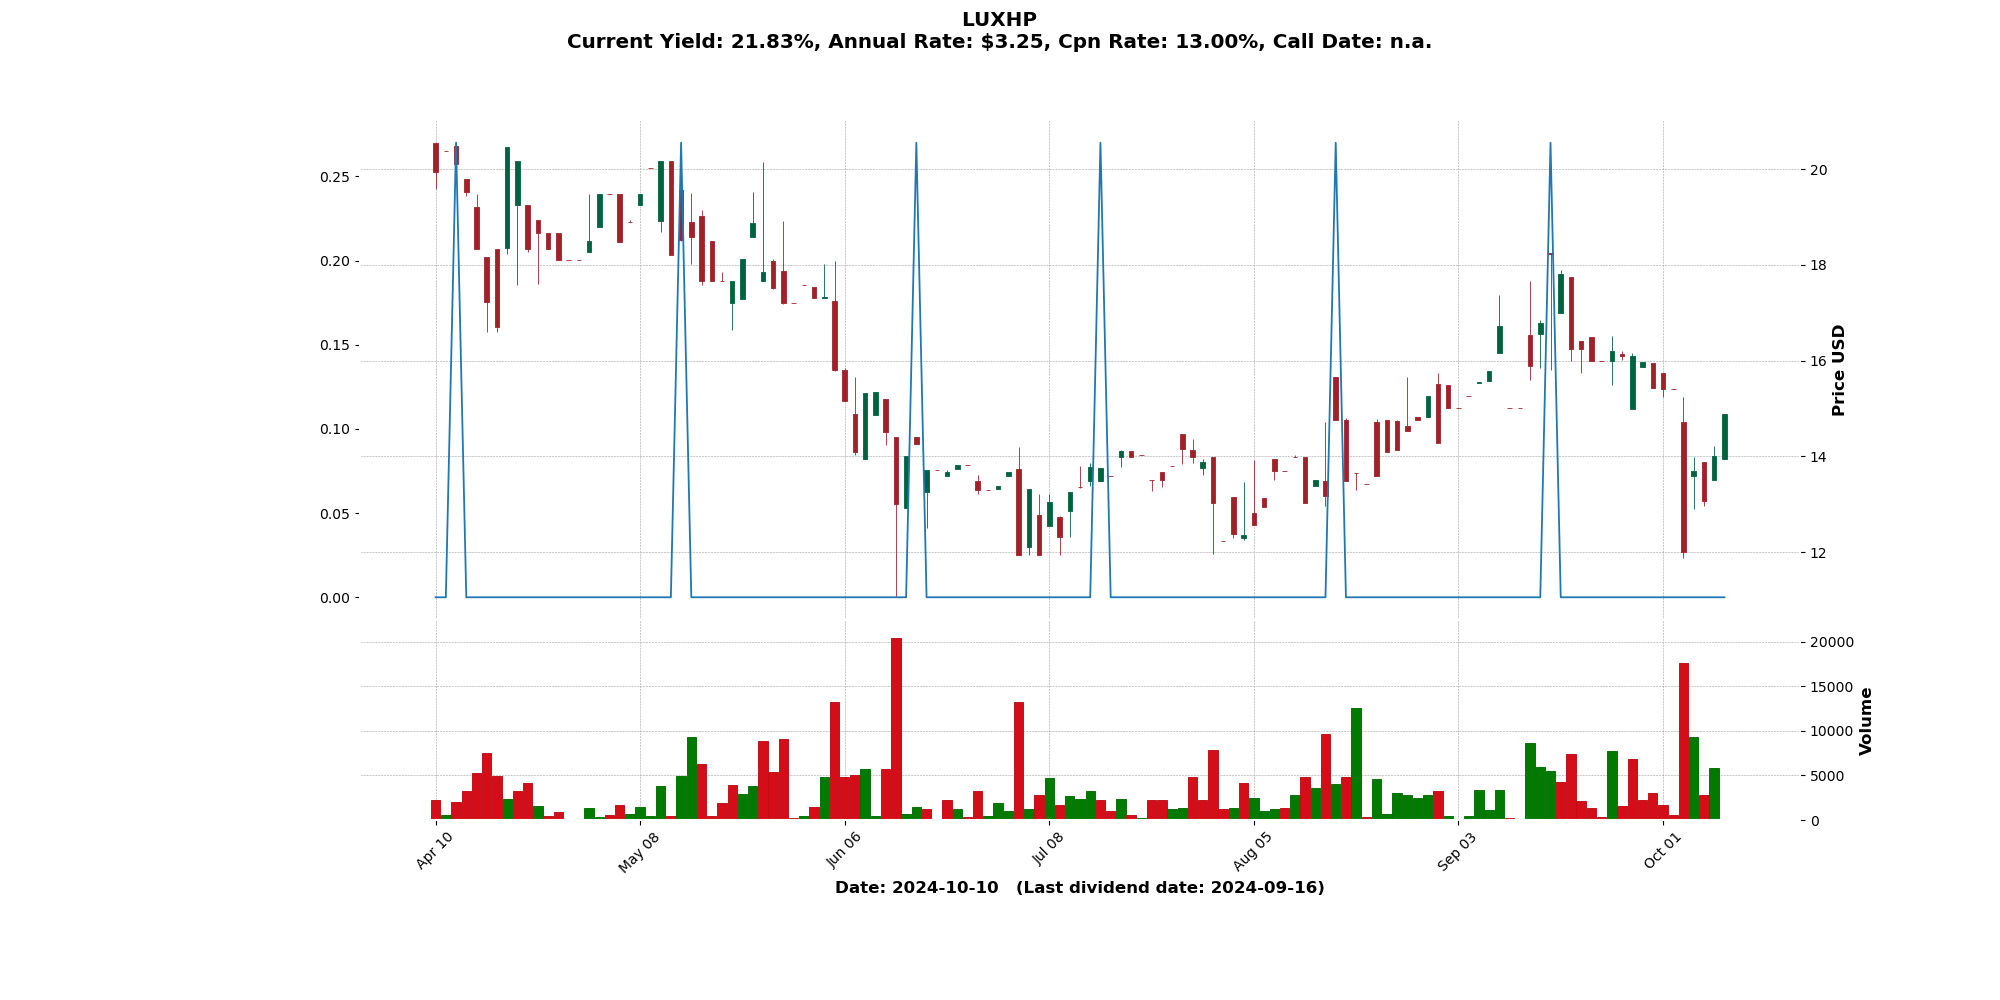 LUXHP
Current Yield: 21.83%, Annual Rate: $3.25, Cpn Rate: 13.00%, Call Date: n.a.
0.25
0.20
0.15
0.10
0.05
0.00
20
18
16
14
12
Price USD
20000
15000
10000
5000
0
Volume
Apr 10
May 08
Jun 06
Jul 08
Aug 05
Sep 03
Oct 01
Date: 2024-10-10   (Last dividend date: 2024-09-16)